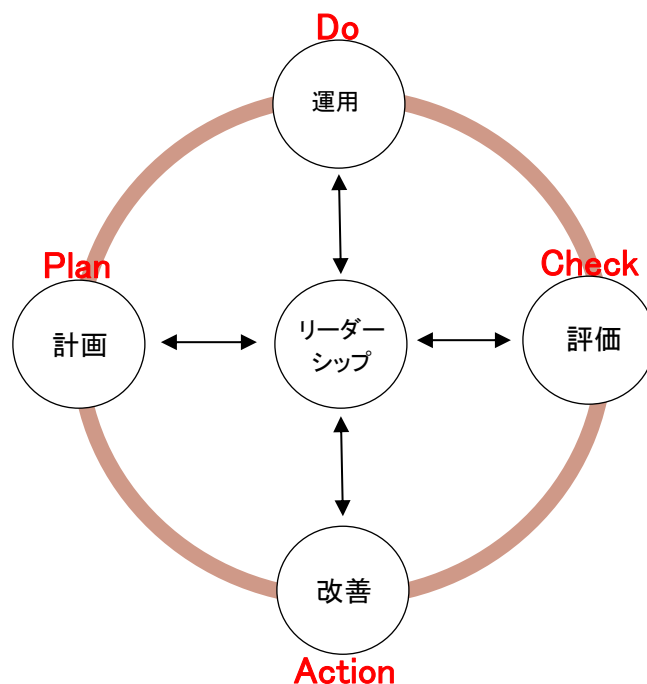 Do
運用
Plan
Check
計画
リーダー
シップ
評価
改善
Action